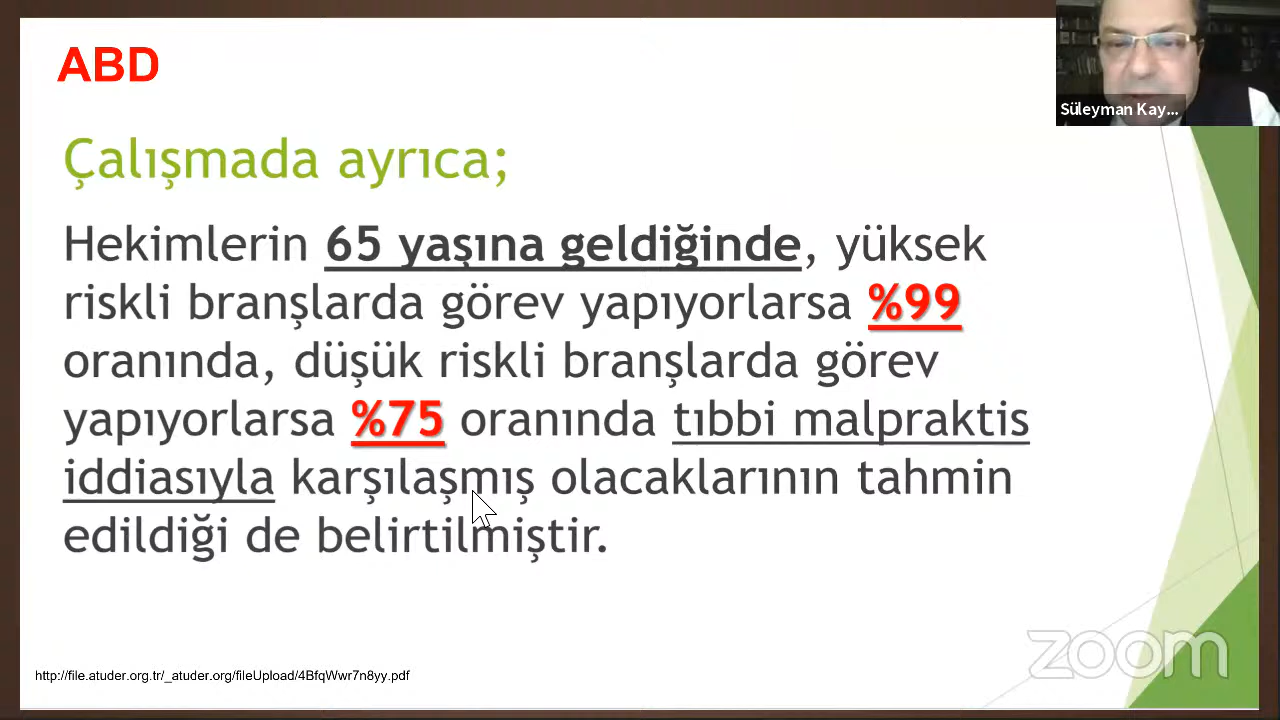 ABD
Süleyman Kay...
Çalışmada ayrıca;
Hekimlerin 65 yaşına geldiğinde, yüksek
riskli branşlarda görev yapıyorlarsa %99
oranında, düşük riskli branşlarda görev
yapıyorlarsa %75 oranında tıbbi malpraktis
iddiasıyla karşılaşmış olacaklarının tahmin
edildiği de belirtilmiştir.
zoom
http://file.atuder.org.tr/_atuder.org/fileUpload/4BfqWwr7n8yy.pdf